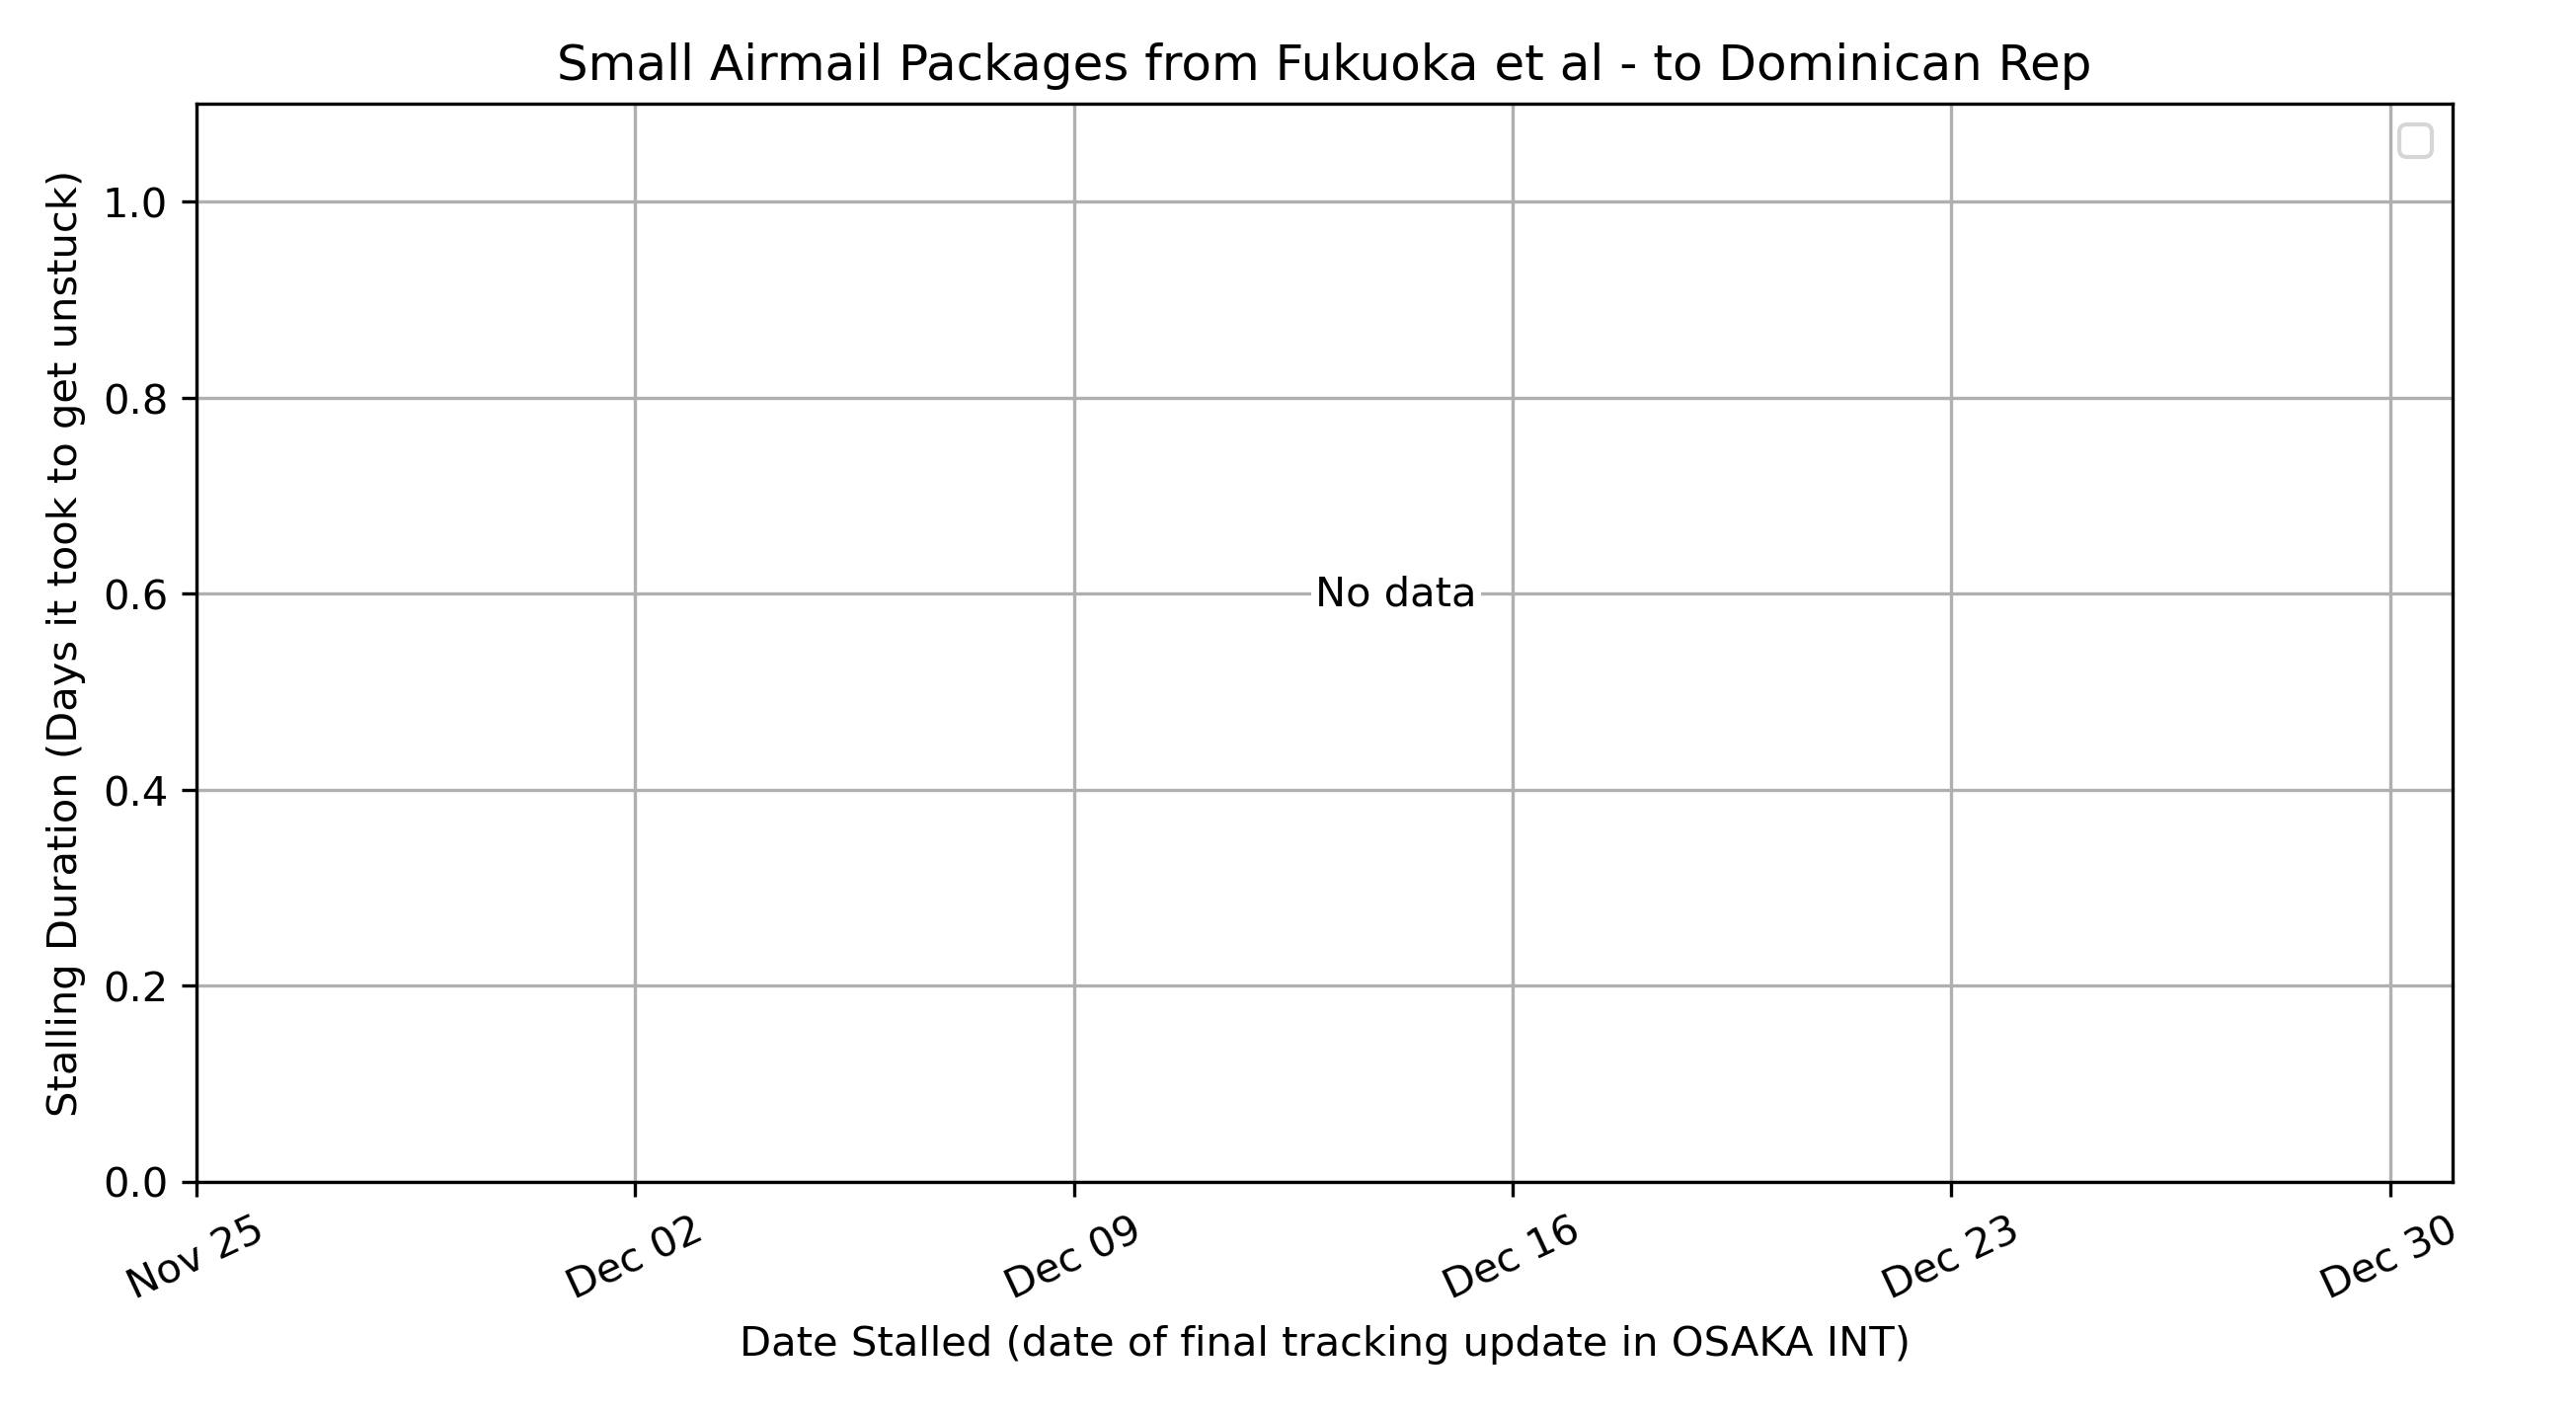 Small Airmail Packages from Fukuoka et al - to Dominican Rep
Stalling Duration (Days it took to get unstuck)
1.0
0.8
0.6
0.4
0.2
0.0
No data
Nov 25
Dec 02
Dec 09
Dec 16
Dec 23
Dec 30
Date Stalled (date of final tracking update in OSAKA INT)